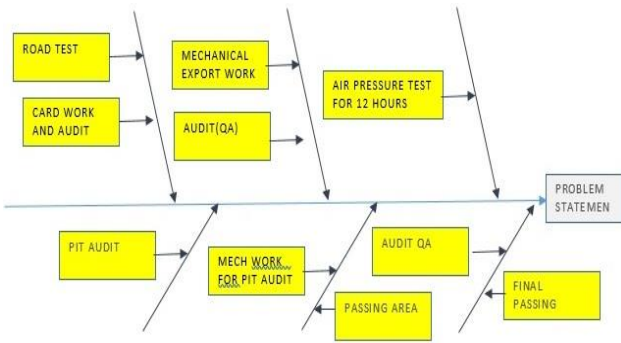 ROAD TEST
CARD WORK
AND AUDIT
MECHANICAL
EXPORT WORK
AUDIT(QA)
AIR PRESSURE TEST
FOR 12 HOURS
PROBLEM
STATEMEN
PIT AUDIT
MECH WORK
FOR PIT AUDIT
PASSING AREA
AUDIT QA
FINAL
PASSING